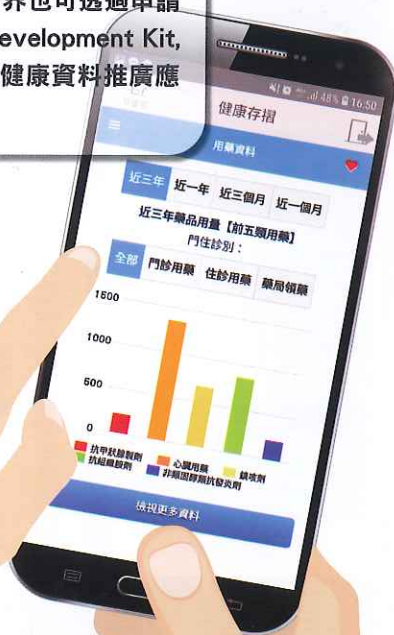 界也可透過申請
evelopment Kit,
健康資料推廣應
48% 16:50
健康存摺
用藥資料
近三年 近一年 近三個月 近一個月
近三年藥品用量【前五類用藥】
門住診別：
全部 門診用藥 住診用藥 藥局領藥
1500
1000
500
0
抗甲狀腺製劑 心臟用藥 鎮咳劑
抗組織胺劑 非類固醇類抗發炎劑
檢視更多資料